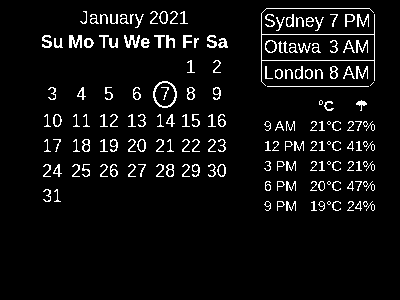 January 2021
Su Mo Tu We Th Fr Sa
1 2
3 4 5 6 7 8 9
10 11 12 13 14 15 16
17 18 19 20 21 22 23
24 25 26 27 28 29 30
31
Sydney 7 PM
Ottawa 3 AM
London 8 AM
°C ☂
9 AM 21°C 27%
12 PM 21°C 41%
3 PM 21°C 21%
6 PM 20°C 47%
9 PM 19°C 24%